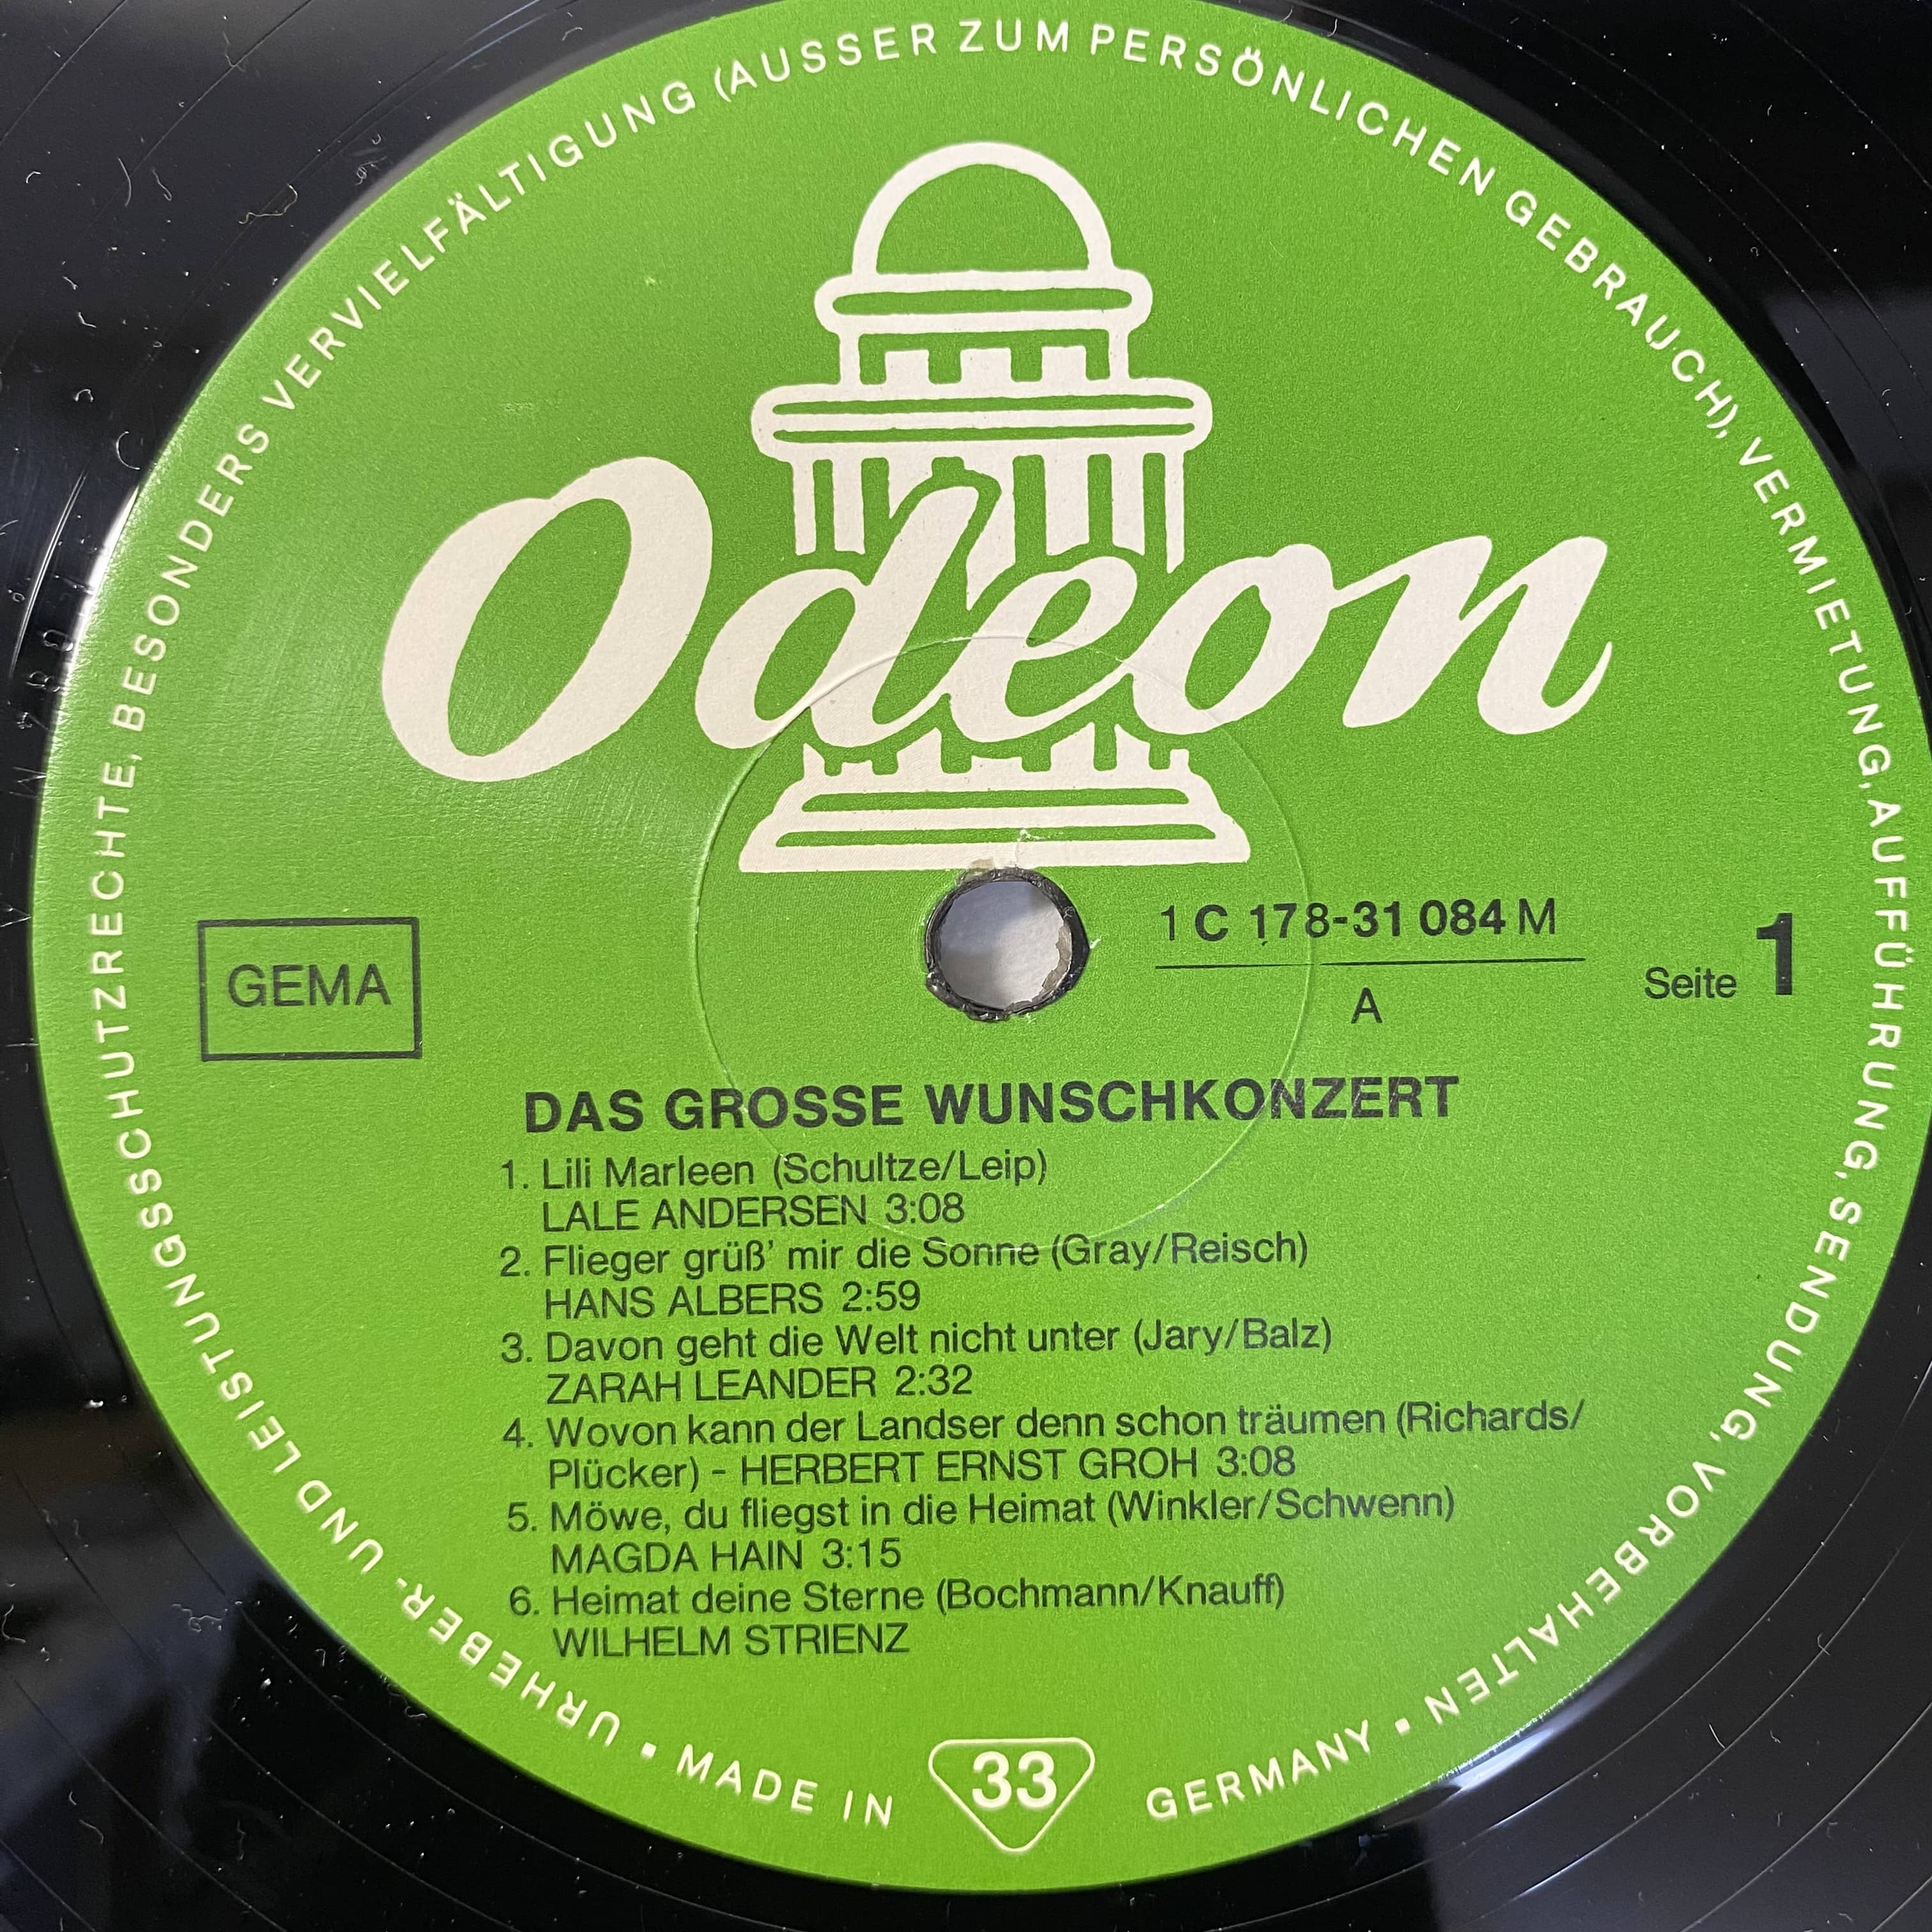 URHEBER- UND LEISTUNGSSCHUTZRECHTE, BESONDERS VERVIELFÄLTIGUNG (AUSSER ZUM PERSÖNLICHEN GEBRAUCH), VERMIETUNG, AUFFÜHRUNG, SENDUNG, VORBEHALTEN
Odeon
GEMA
1 C 178-31 084 M
A
Seite 1
DAS GROSSE WUNSCHKONZERT
1. Lili Marleen (Schultze/Leip)
LALE ANDERSEN 3:08
2. Flieger grüß' mir die Sonne (Gray/Reisch)
HANS ALBERS 2:59
3. Davon geht die Welt nicht unter (Jary/Balz)
ZARAH LEANDER 2:32
4. Wovon kann der Landser denn schon träumen (Richards/
Plücker) - HERBERT ERNST GROH 3:08
5. Möwe, du fliegst in die Heimat (Winkler/Schwenn)
MAGDA HAIN 3:15
6. Heimat deine Sterne (Bochmann/Knauff)
WILHELM STRIENZ
▪ MADE IN 33 GERMANY ▪